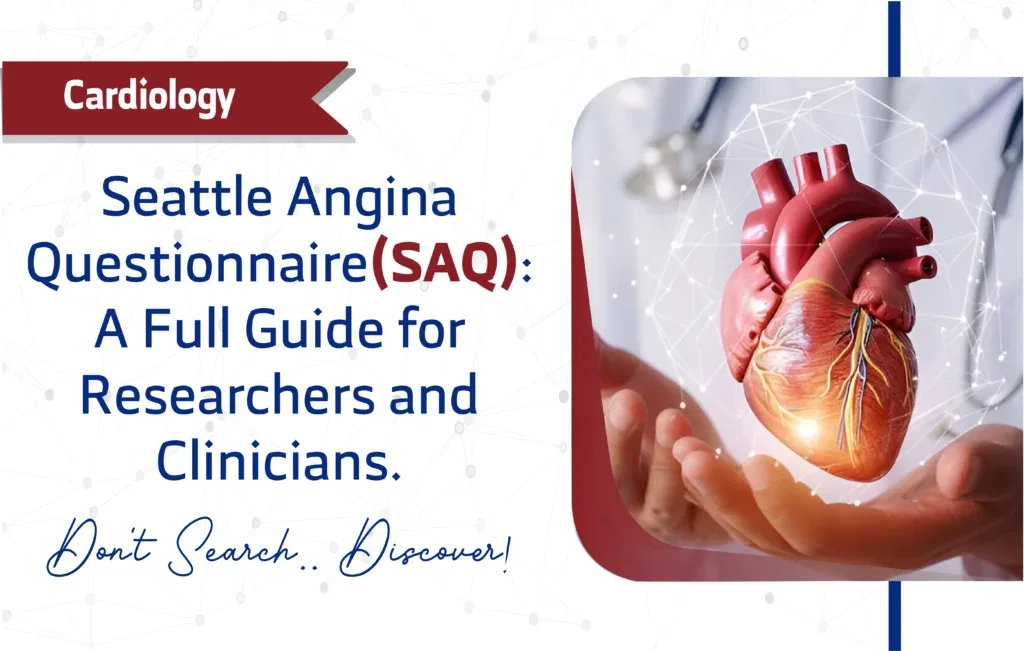 Cardiology
Seattle Angina
Questionnaire(SAQ):
A Full Guide for
Researchers and
Clinicians.
Don't Search.. Discover!